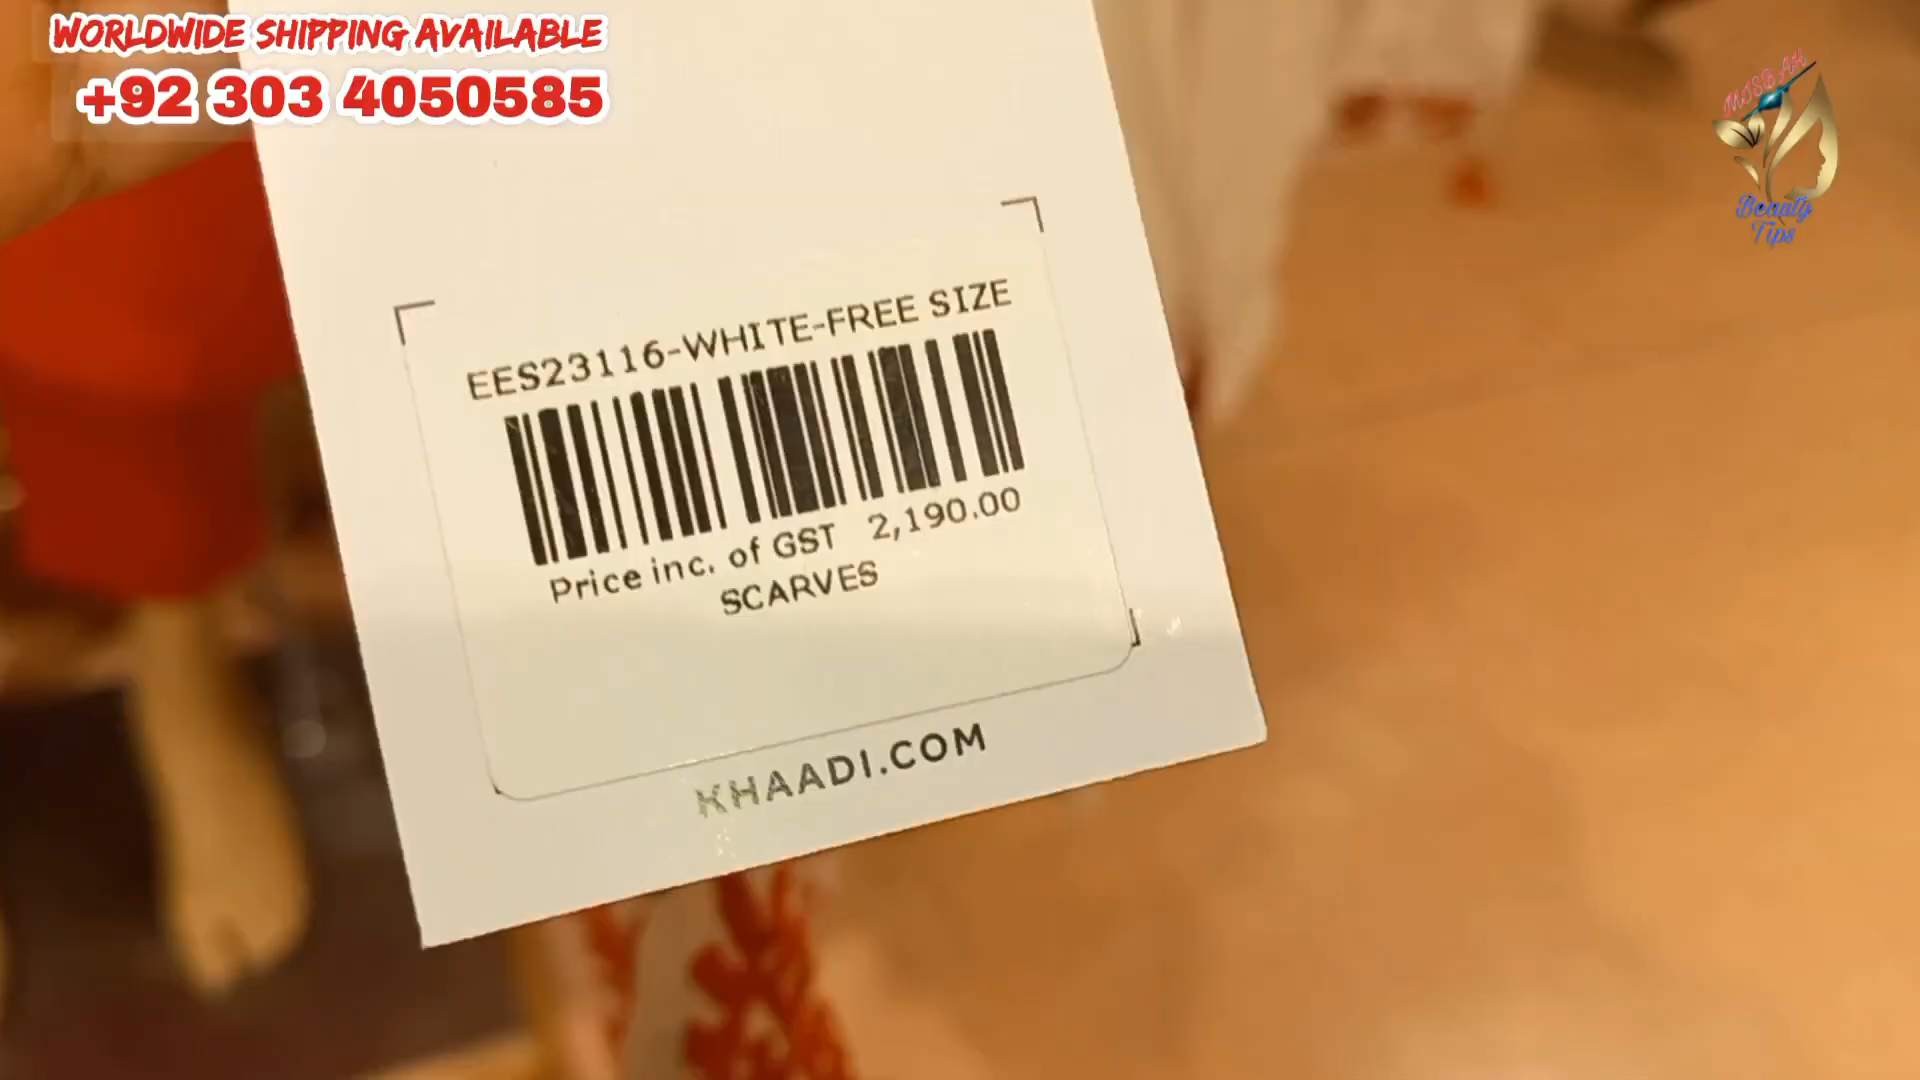 WORLDWIDE SHIPPING AVAILABLE
+92 303 4050585
MISBAH
Beauty
Tips
EES23116-WHITE-FREE SIZE
Price inc. of GST 2,190.00
SCARVES
KHAADI.COM